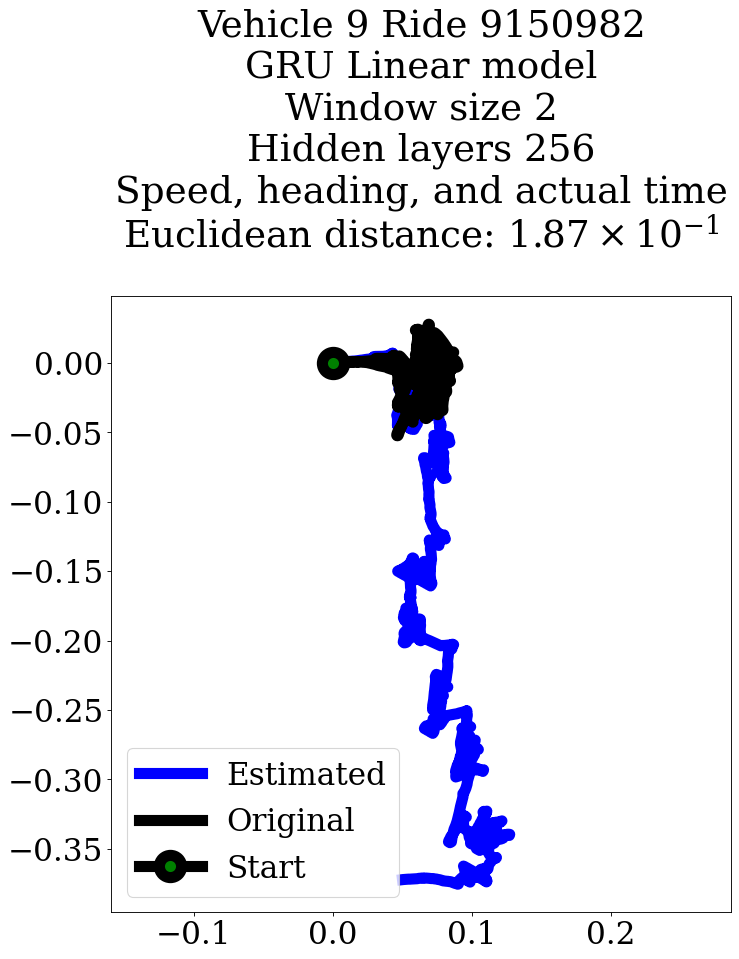 Vehicle 9 Ride 9150982
GRU Linear model
Window size 2
Hidden layers 256
Speed, heading, and actual time
Euclidean distance: 1.87 × 10⁻¹
0.00
−0.05
−0.10
−0.15
−0.20
−0.25
−0.30
−0.35
Estimated
Original
Start
−0.1
0.0
0.1
0.2